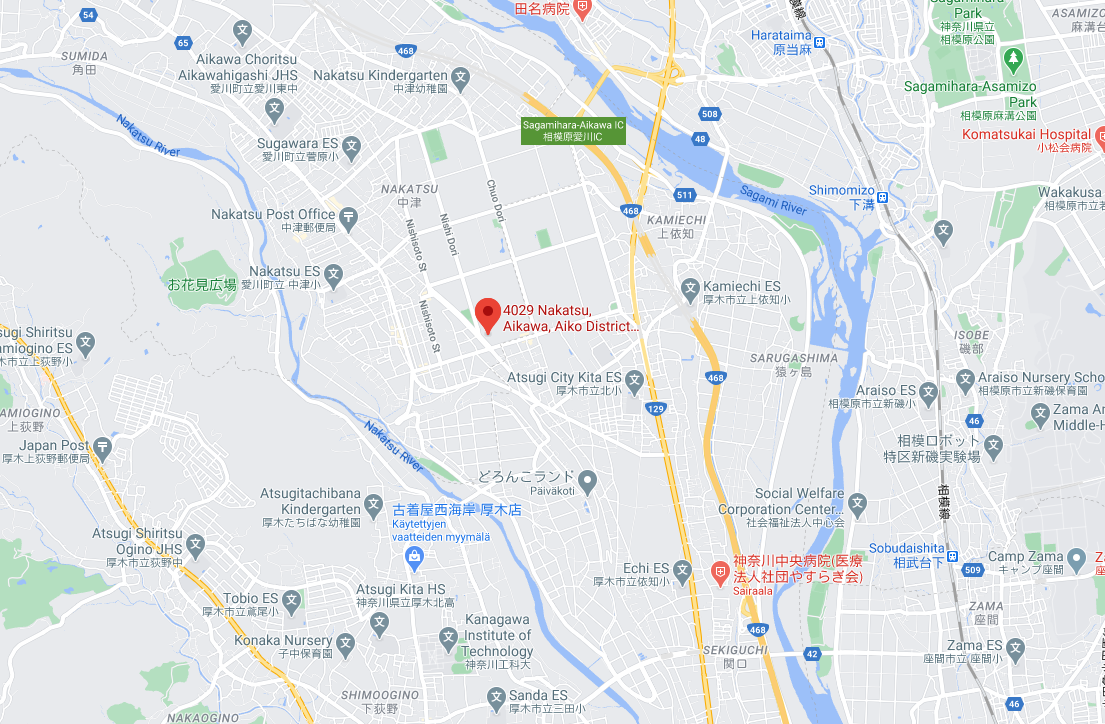 田名病院
Sagamihara
Park
神奈川県立
相模原公園
ASAMIZO
麻溝台
54
65
468
Harataima
原当麻
SUMIDA
角田
Aikawa Choritsu
Aikawahigashi JHS
愛川町立愛川東中
Nakatsu Kindergarten
中津幼稚園
Sagamihara-Asamizo
Park
相模原麻溝公園
508
48
Nakatsu River
Sagamihara-Aikawa IC
相模原愛川IC
Komatsukai Hospital
小松会病院
Sugawara ES
愛川町立菅原小
NAKATSU
中津
Chuo Dori
511
Sagami River
Shimomizo
下溝
Wakakusa
相模原市立若
Nakatsu Post Office
中津郵便局
Nishi Dori
Nishisoto St
468
KAMIECHI
上依知
お花見広場
Nakatsu ES
愛川町立 中津小
Kamiechi ES
厚木市立上依知小
Nishisoto St
4029 Nakatsu,
Aikawa, Aiko District...
sugi Shiritsu
amiogino ES
木市立上荻野小
ISOBE
磯部
SARUGASHIMA
猿ヶ島
Atsugi City Kita ES
厚木市立北小
468
Araiso ES
相模原市立新磯小
Araiso Nursery Scho
相模原市立新磯保育園
129
AMIOGINO
上荻野
46
Zama Am
Middle-H
Japan Post
厚木上荻野郵便局
Nakatsu River
相模ロボット
特区新磯実験場
どろんこランド
Päiväkoti
相模線
Atsugitachibana
Kindergarten
厚木たちばな幼稚園
古着屋西海岸 厚木店
Käytettyjen
vaatteiden myymälä
Social Welfare
Corporation Center...
社会福祉法人中心会
Atsugi Shiritsu
Ogino JHS
厚木市立荻野中
Sobudaishita
相武台下
509
Camp Zama
キャンプ座間
Echi ES
厚木市立依知小
神奈川中央病院(医療
法人社団やすらぎ会)
Sairaala
Tobio ES
厚木市立鳶尾小
Atsugi Kita HS
神奈川県立厚木北高
ZAMA
座間
Konaka Nursery
子中保育園
Kanagawa
Institute of
Technology
神奈川工科大
468
SEKIGUCHI
関口
42
Zama ES
座間市立 座間小
SHIMOOGINO
下荻野
Sanda ES
厚木市立三田小
46
NAKAOGINO